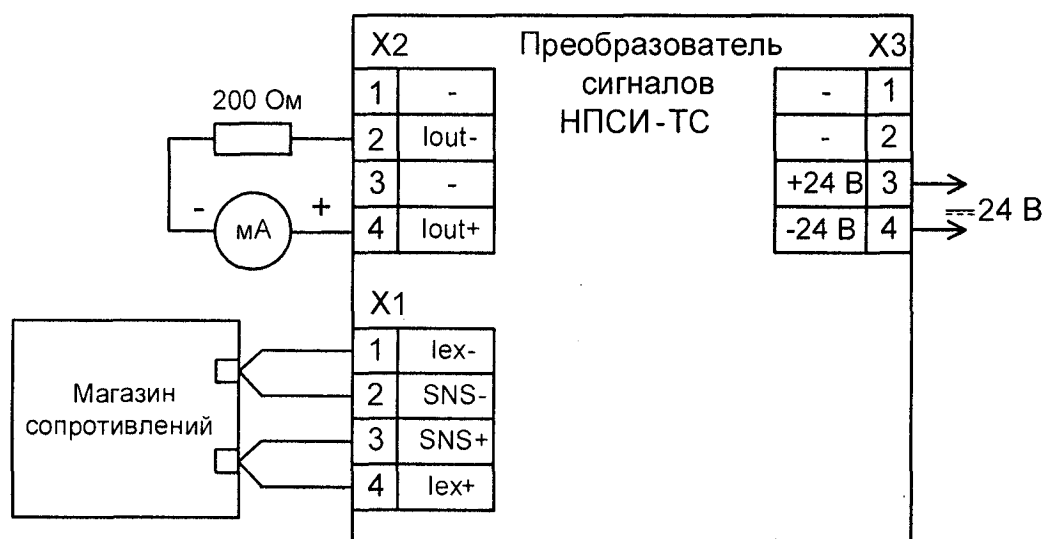 X2
Преобразователь
сигналов
НПСИ-ТС
X3
200 Ом
1 -
2 Iout-
3 -
4 Iout+
- 1
- 2
+24 В 3
-24 В 4
24 В
- +
мА
X1
1 Iex-
2 SNS-
3 SNS+
4 Iex+
Магазин
сопротивлений